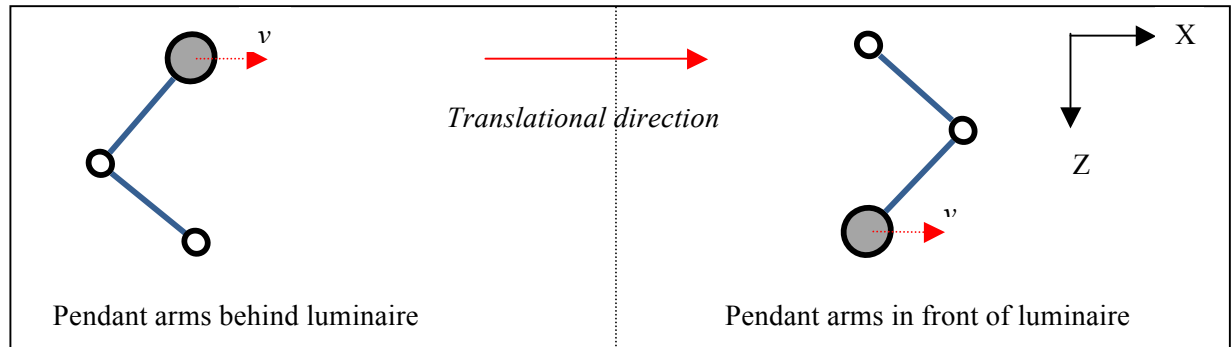 v
X
Translational direction
Z
v
Pendant arms behind luminaire
Pendant arms in front of luminaire